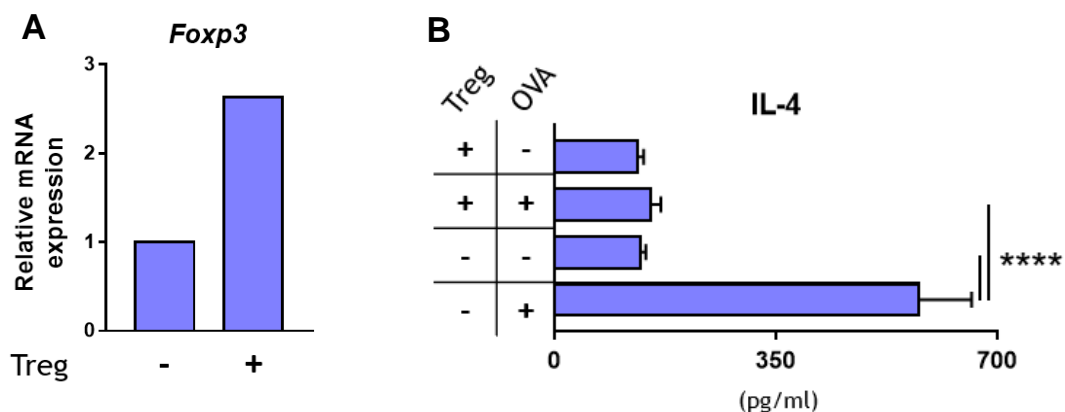 A
Foxp3
Relative mRNA
expression
3
2
1
0
Treg - +
B
Treg OVA
IL-4
+ -
+ +
- -
- +
****
0 350 700
(pg/ml)